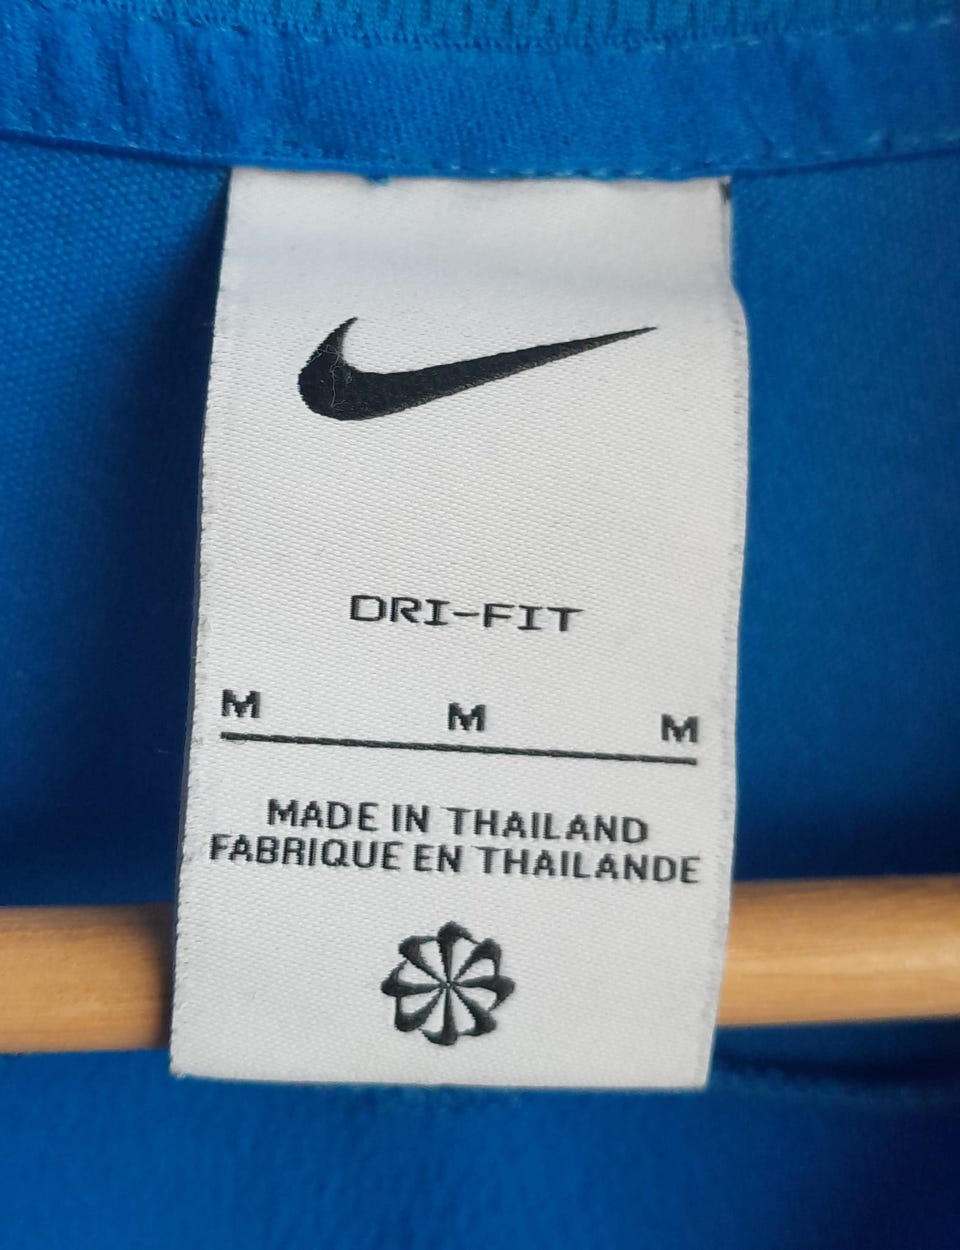 DRI-FIT
M M M
MADE IN THAILAND
FABRIQUE EN THAILANDE